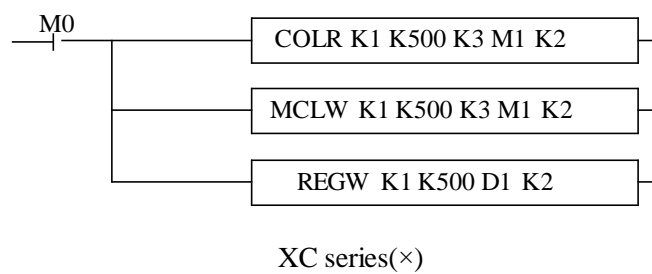 M0
COLR K1 K500 K3 M1 K2
MCLW K1 K500 K3 M1 K2
REGW K1 K500 D1 K2
XC series(×)